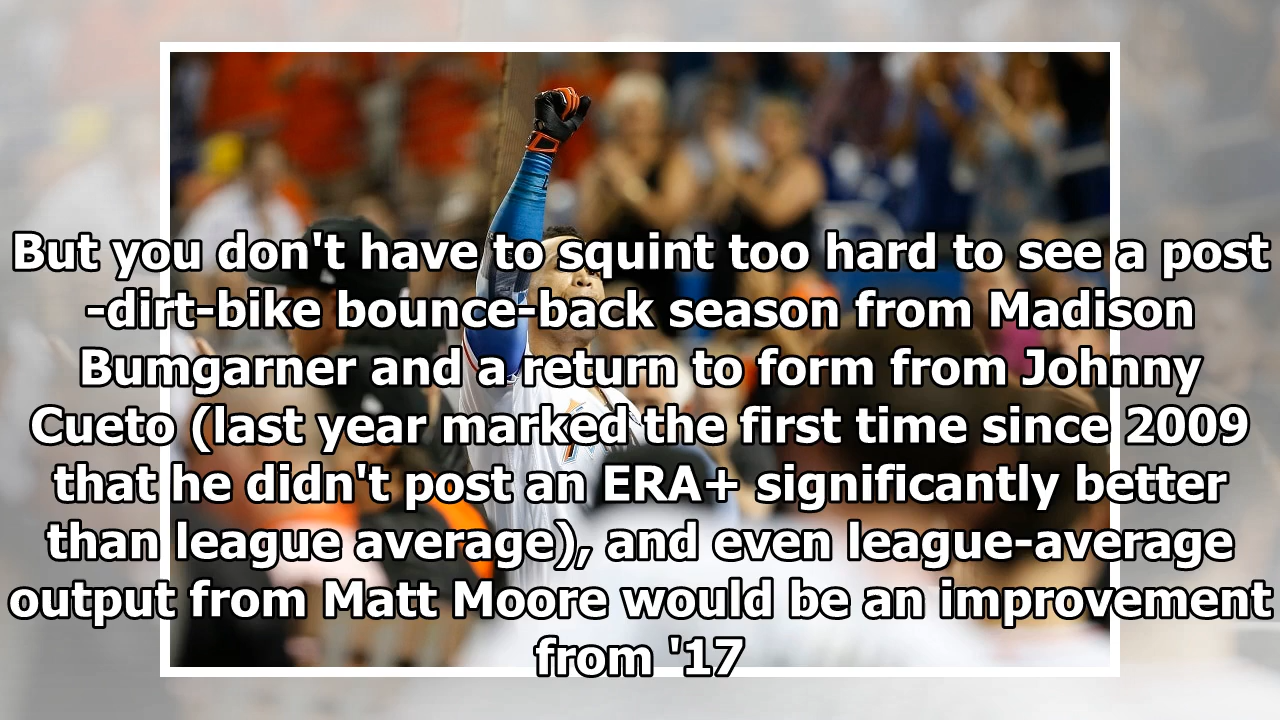 But you don't have to squint too hard to see a post
-dirt-bike bounce-back season from Madison
Bumgarner and a return to form from Johnny
Cueto (last year marked the first time since 2009
that he didn't post an ERA+ significantly better
than league average), and even league-average
output from Matt Moore would be an improvement
from '17